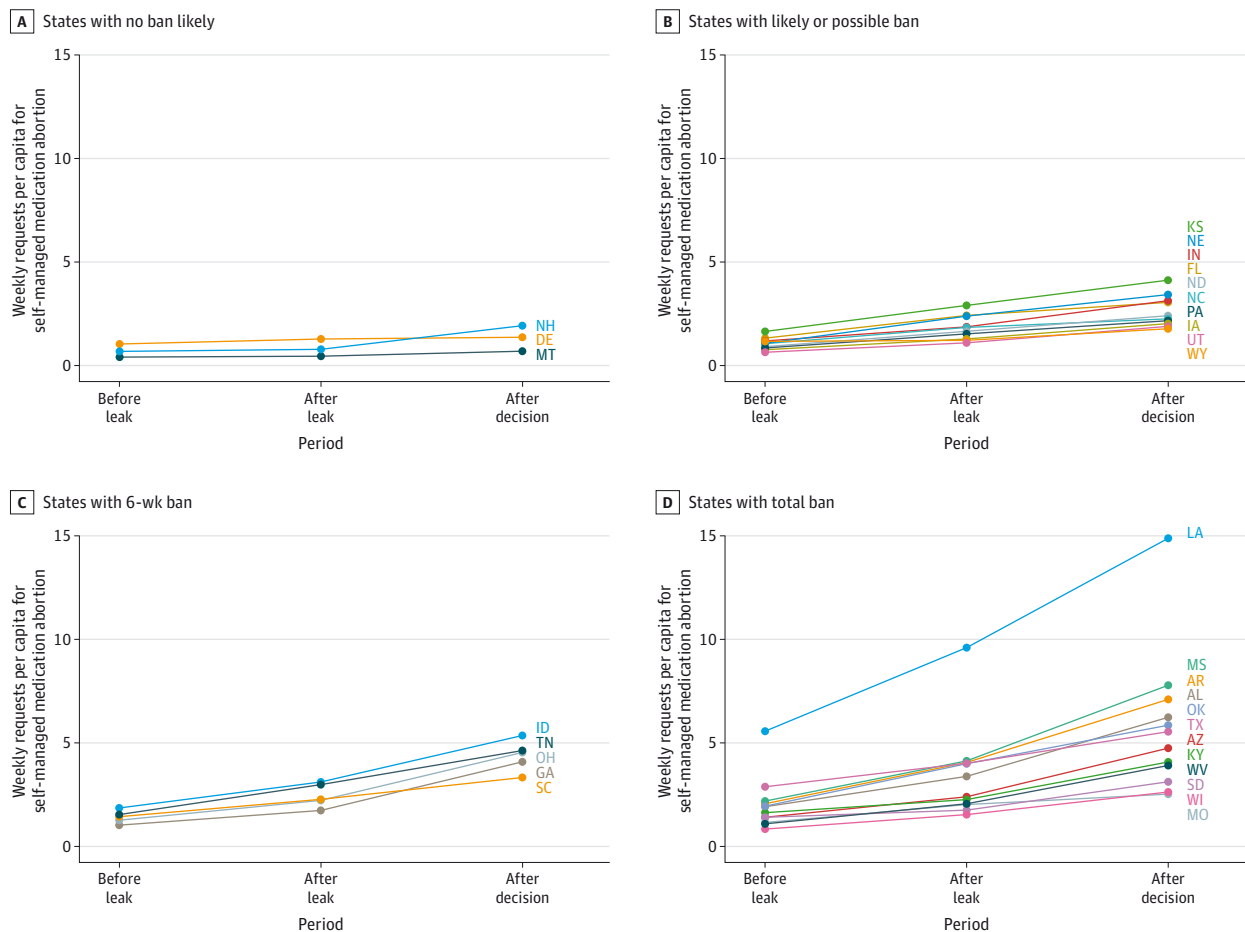 A States with no ban likely
Weekly requests per capita for
self-managed medication abortion
15
10
5
0
NH
DE
MT
Before
leak
After
leak
After
decision
Period
B States with likely or possible ban
Weekly requests per capita for
self-managed medication abortion
15
10
5
0
KS
NE
IN
FL
ND
NC
PA
IA
UT
WY
Before
leak
After
leak
After
decision
Period
C States with 6-wk ban
Weekly requests per capita for
self-managed medication abortion
15
10
5
0
ID
TN
OH
GA
SC
Before
leak
After
leak
After
decision
Period
D States with total ban
Weekly requests per capita for
self-managed medication abortion
15
10
5
0
LA
MS
AR
AL
OK
TX
AZ
KY
WV
SD
WI
MO
Before
leak
After
leak
After
decision
Period